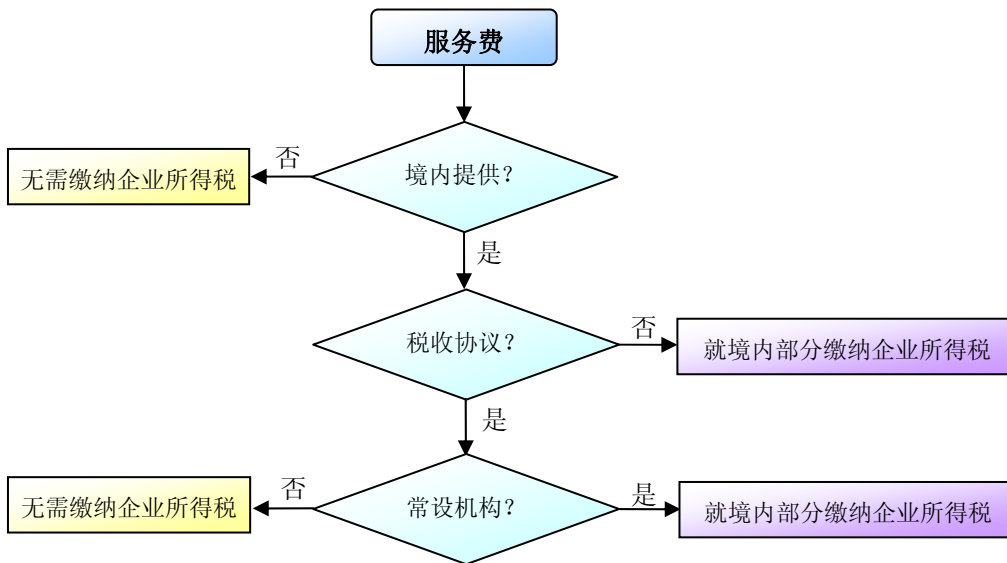 服务费
否
境内提供？
无需缴纳企业所得税
是
税收协议？
否
就境内部分缴纳企业所得税
是
否
常设机构？
是
无需缴纳企业所得税
就境内部分缴纳企业所得税